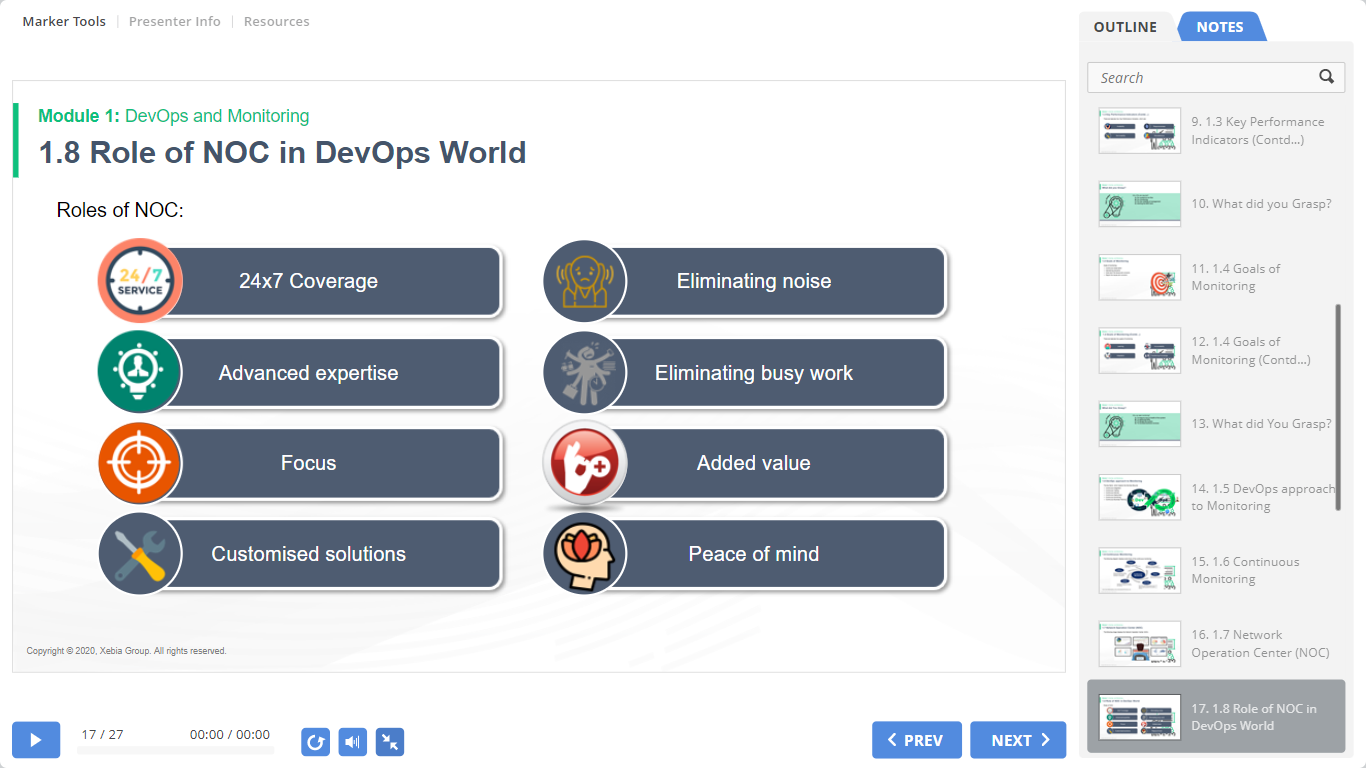 Marker Tools | Presenter Info | Resources
OUTLINE
NOTES
Search
Module 1: DevOps and Monitoring
1.8 Role of NOC in DevOps World
Roles of NOC:
24/7
SERVICE
24x7 Coverage
Eliminating noise
Advanced expertise
Eliminating busy work
Focus
Added value
Customised solutions
Peace of mind
Copyright © 2020, Xebia Group. All rights reserved.
9. 1.3 Key Performance
Indicators (Contd...)
10. What did you Grasp?
11. 1.4 Goals of
Monitoring
12. 1.4 Goals of
Monitoring (Contd...)
13. What did You Grasp?
14. 1.5 DevOps approach
to Monitoring
15. 1.6 Continuous
Monitoring
16. 1.7 Network
Operation Center (NOC)
17. 1.8 Role of NOC in
DevOps World
17 / 27
00:00 / 00:00
PREV
NEXT